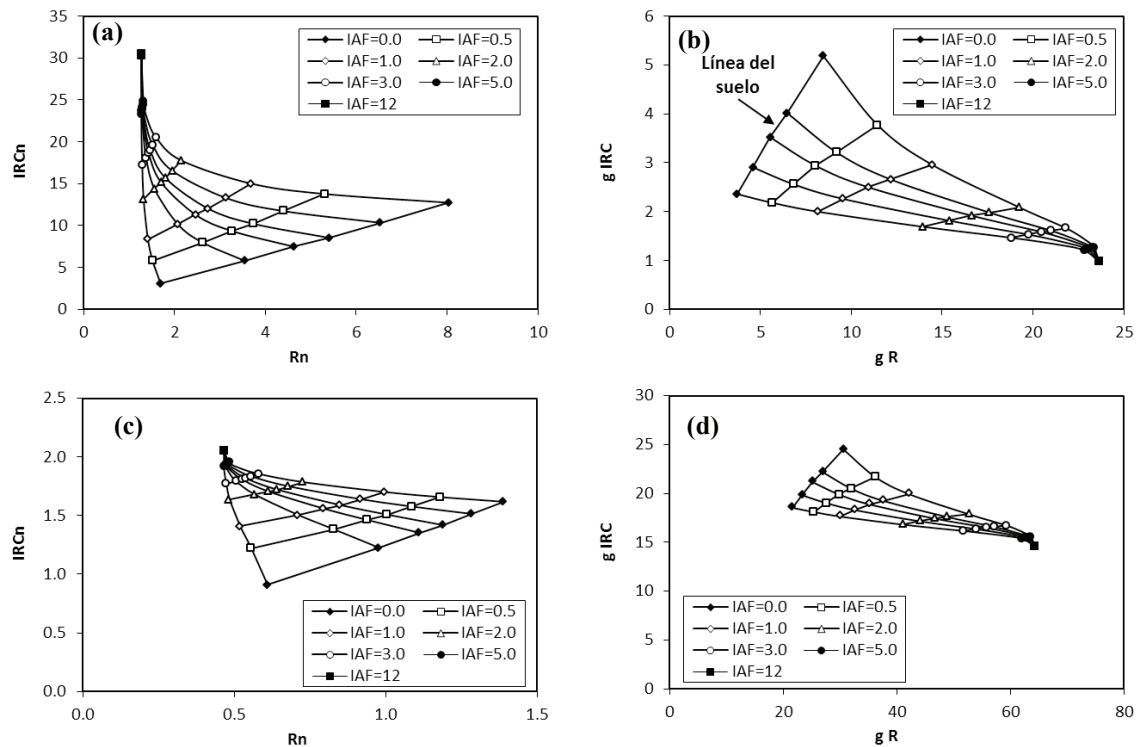 (a)
35
30
25
20
15
10
5
0
IRCn
0 2 4 6 8 10
Rn
IAF=0.0 IAF=0.5
IAF=1.0 IAF=2.0
IAF=3.0 IAF=5.0
IAF=12
(b)
6
5
4
3
2
1
0
g IRC
0 5 10 15 20 25
g R
Línea del
suelo
IAF=0.0 IAF=0.5
IAF=1.0 IAF=2.0
IAF=3.0 IAF=5.0
IAF=12
(c)
2.5
2.0
1.5
1.0
0.5
0.0
IRCn
0.0 0.5 1.0 1.5
Rn
IAF=0.0 IAF=0.5
IAF=1.0 IAF=2.0
IAF=3.0 IAF=5.0
IAF=12
(d)
30
25
20
15
10
5
0
g IRC
0 20 40 60 80
g R
IAF=0.0 IAF=0.5
IAF=1.0 IAF=2.0
IAF=3.0 IAF=5.0
IAF=12